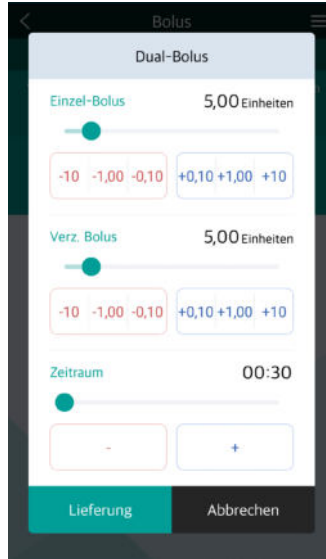 Bolus
Dual-Bolus
Einzel-Bolus 5,00 Einheiten
-10 -1,00 -0,10 +0,10 +1,00 +10
Verz. Bolus 5,00 Einheiten
-10 -1,00 -0,10 +0,10 +1,00 +10
Zeitraum 00:30
- +
Lieferung Abbrechen